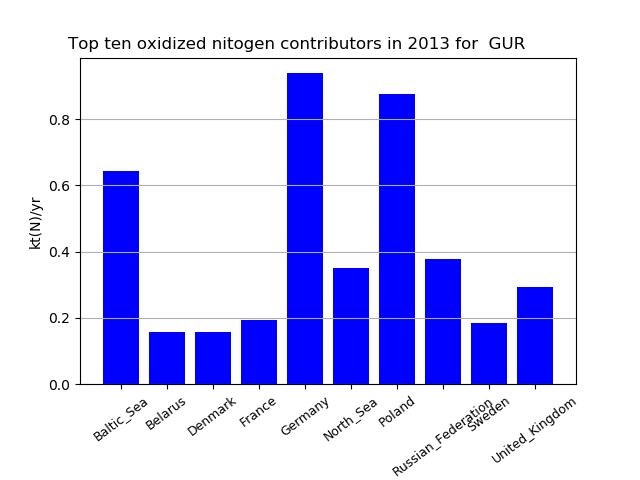 Top ten oxidized nitogen contributors in 2013 for  GUR
kt(N)/yr
0.8
0.6
0.4
0.2
0.0
Baltic_Sea
Belarus
Denmark
France
Germany
North_Sea
Poland
Russian_Federation
Sweden
United_Kingdom